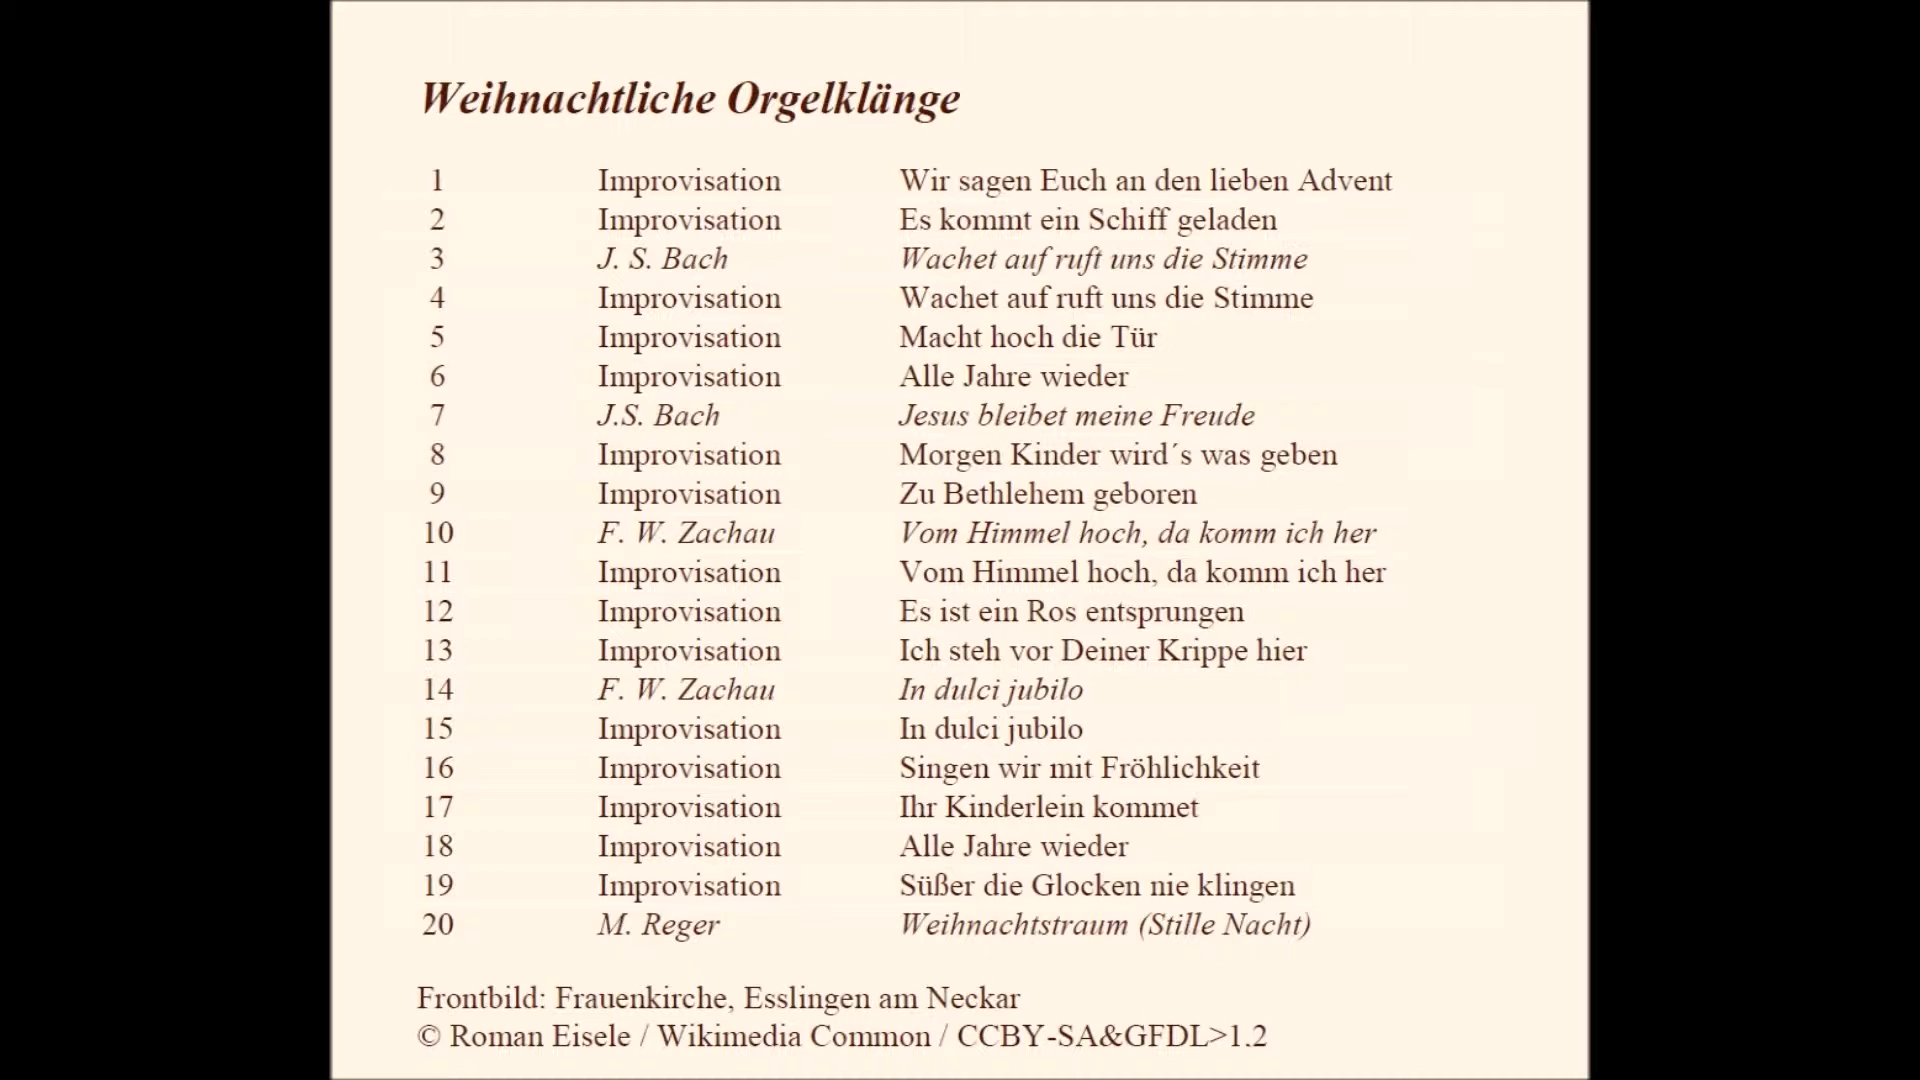 Weihnachtliche Orgelklänge
1 Improvisation Wir sagen Euch an den lieben Advent
2 Improvisation Es kommt ein Schiff geladen
3 J. S. Bach Wachet auf ruft uns die Stimme
4 Improvisation Wachet auf ruft uns die Stimme
5 Improvisation Macht hoch die Tür
6 Improvisation Alle Jahre wieder
7 J.S. Bach Jesus bleibet meine Freude
8 Improvisation Morgen Kinder wird´s was geben
9 Improvisation Zu Bethlehem geboren
10 F. W. Zachau Vom Himmel hoch, da komm ich her
11 Improvisation Vom Himmel hoch, da komm ich her
12 Improvisation Es ist ein Ros entsprungen
13 Improvisation Ich steh vor Deiner Krippe hier
14 F. W. Zachau In dulci jubilo
15 Improvisation In dulci jubilo
16 Improvisation Singen wir mit Fröhlichkeit
17 Improvisation Ihr Kinderlein kommet
18 Improvisation Alle Jahre wieder
19 Improvisation Süßer die Glocken nie klingen
20 M. Reger Weihnachtstraum (Stille Nacht)
Frontbild: Frauenkirche, Esslingen am Neckar
© Roman Eisele / Wikimedia Common / CCBY-SA&GFDL>1.2